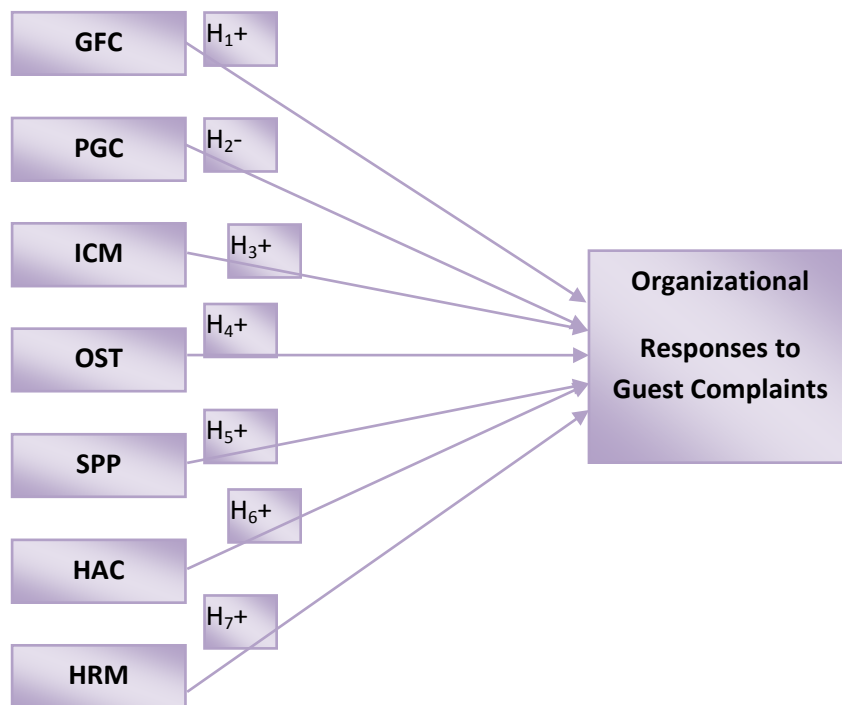 GFC
H₁+
PGC
H₂-
ICM
H₃+
OST
H₄+
SPP
H₅+
HAC
H₆+
HRM
H₇+
Organizational
Responses to
Guest Complaints